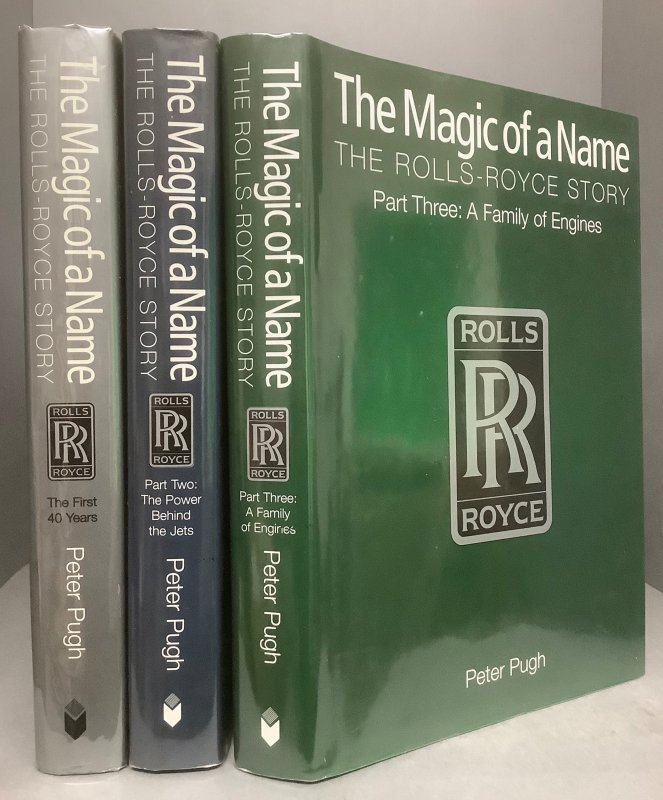 The Magic of a Name
THE ROLLS-ROYCE STORY
ROLLS
RR
ROYCE
The First
40 Years
Peter Pugh
The Magic of a Name
THE ROLLS-ROYCE STORY
ROLLS
RR
ROYCE
Part Two:
The Power
Behind
the Jets
Peter Pugh
The Magic of a Name
THE ROLLS-ROYCE STORY
ROLLS
RR
ROYCE
Part Three:
A Family
of Engines
Peter Pugh
The Magic of a Name
THE ROLLS-ROYCE STORY
Part Three: A Family of Engines
ROLLS
RR
ROYCE
Peter Pugh